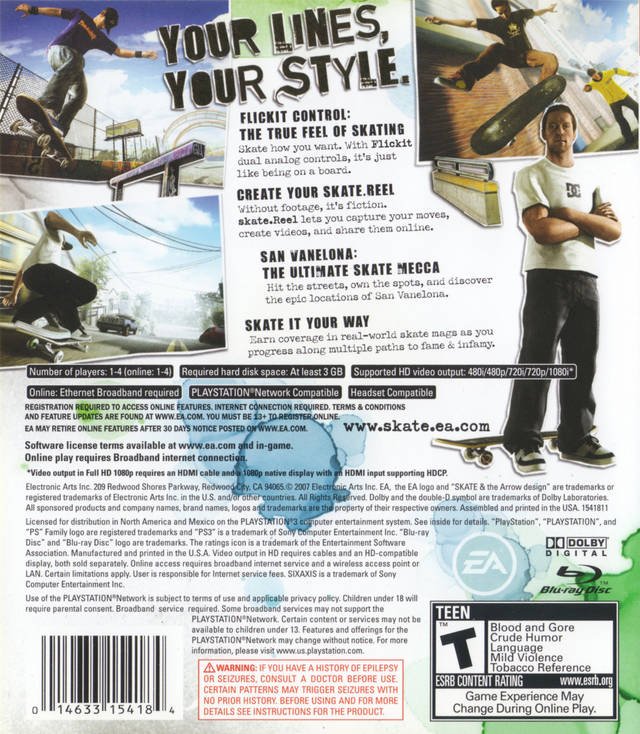 YOUR LINES,
YOUR STYLE.
FLICKIT CONTROL:
THE TRUE FEEL OF SKATING
Skate how you want. With Flickit
dual analog controls, it's just
like being on a board.
CREATE YOUR SKATE.REEL
Without footage, it's fiction.
skate.Reel lets you capture your moves,
create videos, and share them online.
SAN VANELONA:
THE ULTIMATE SKATE MECCA
Hit the streets, own the spots, and discover
the epic locations of San Vanelona.
SKATE IT YOUR WAY
Earn coverage in real-world skate mags as you
progress along multiple paths to fame & infamy.
DC
Number of players: 1-4 (online: 1-4) Required hard disk space: At least 3 GB Supported HD video output: 480i/480p/720i/720p/1080i*
Online: Ethernet Broadband required PLAYSTATION®Network Compatible Headset Compatible
REGISTRATION REQUIRED TO ACCESS ONLINE FEATURES. INTERNET CONNECTION REQUIRED. TERMS & CONDITIONS
AND FEATURE UPDATES ARE FOUND AT WWW.EA.COM. YOU MUST BE 13+ TO REGISTER ONLINE.
EA MAY RETIRE ONLINE FEATURES AFTER 30 DAYS NOTICE POSTED ON WWW.EA.COM.
www.skate.ea.com
Software license terms available at www.ea.com and in-game.
Online play requires Broadband internet connection.
*Video output in Full HD 1080p requires an HDMI cable and a 1080p native display with an HDMI input supporting HDCP.
Electronic Arts Inc. 209 Redwood Shores Parkway, Redwood City, CA 94065. © 2007 Electronic Arts Inc. EA, the EA logo and "SKATE & the Arrow design" are trademarks or
registered trademarks of Electronic Arts Inc. in the U.S. and/or other countries. All Rights Reserved. Dolby and the double-D symbol are trademarks of Dolby Laboratories.
All sponsored products and company names, brand names, logos and trademarks are the property of their respective owners. Assembled and printed in the USA. 1541811
Licensed for distribution in North America and Mexico on the PLAYSTATION®3 computer entertainment system. See inside for details. "PlayStation", "PLAYSTATION", and
"PS" Family logo are registered trademarks and "PS3" is a trademark of Sony Computer Entertainment Inc. "Blu-ray
Disc" and "Blu-ray Disc" logo are trademarks. The ratings icon is a trademark of the Entertainment Software
Association. Manufactured and printed in the U.S.A. Video output in HD requires cables and an HD-compatible
display, both sold separately. Online access requires broadband internet service and a wireless access point or
LAN. Certain limitations apply. User is responsible for Internet service fees. SIXAXIS is a trademark of Sony
Computer Entertainment Inc.
Use of the PLAYSTATION®Network is subject to terms of use and applicable privacy policy. Children under 18 will
require parental consent. Broadband service required. Some broadband services may not support the
PLAYSTATION®Network. Certain content or services may not be
available to children under 13. Features and offerings for the
PLAYSTATION®Network may change without notice. For more
information, please visit www.us.playstation.com.
EA
DOLBY
DIGITAL
Blu-ray Disc™
WARNING: IF YOU HAVE A HISTORY OF EPILEPSY
OR SEIZURES, CONSULT A DOCTOR BEFORE USE.
CERTAIN PATTERNS MAY TRIGGER SEIZURES WITH
NO PRIOR HISTORY. BEFORE USING AND FOR MORE
DETAILS SEE INSTRUCTIONS FOR THE PRODUCT.
0 14633 15418 4
TEEN
T
™
Blood and Gore
Crude Humor
Language
Mild Violence
Tobacco Reference
ESRB CONTENT RATING www.esrb.org
Game Experience May
Change During Online Play.